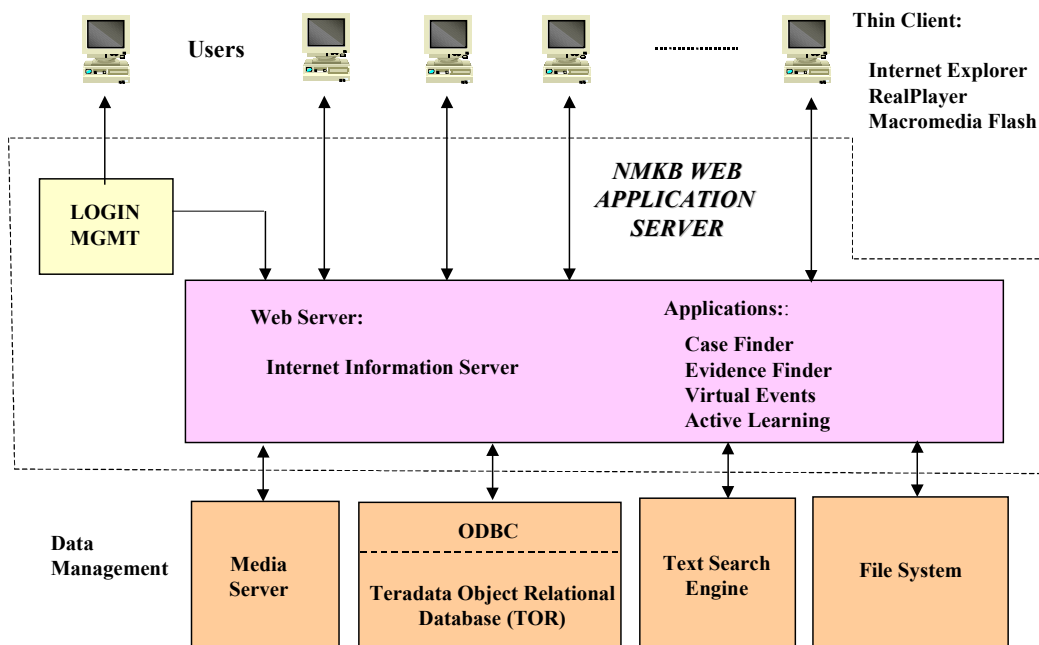 Thin Client:
Users
Internet Explorer
RealPlayer
Macromedia Flash
NMKB WEB
APPLICATION
SERVER
LOGIN
MGMT
Web Server:
Internet Information Server
Applications::
Case Finder
Evidence Finder
Virtual Events
Active Learning
Data
Management
Media
Server
ODBC
Teradata Object Relational
Database (TOR)
Text Search
Engine
File System